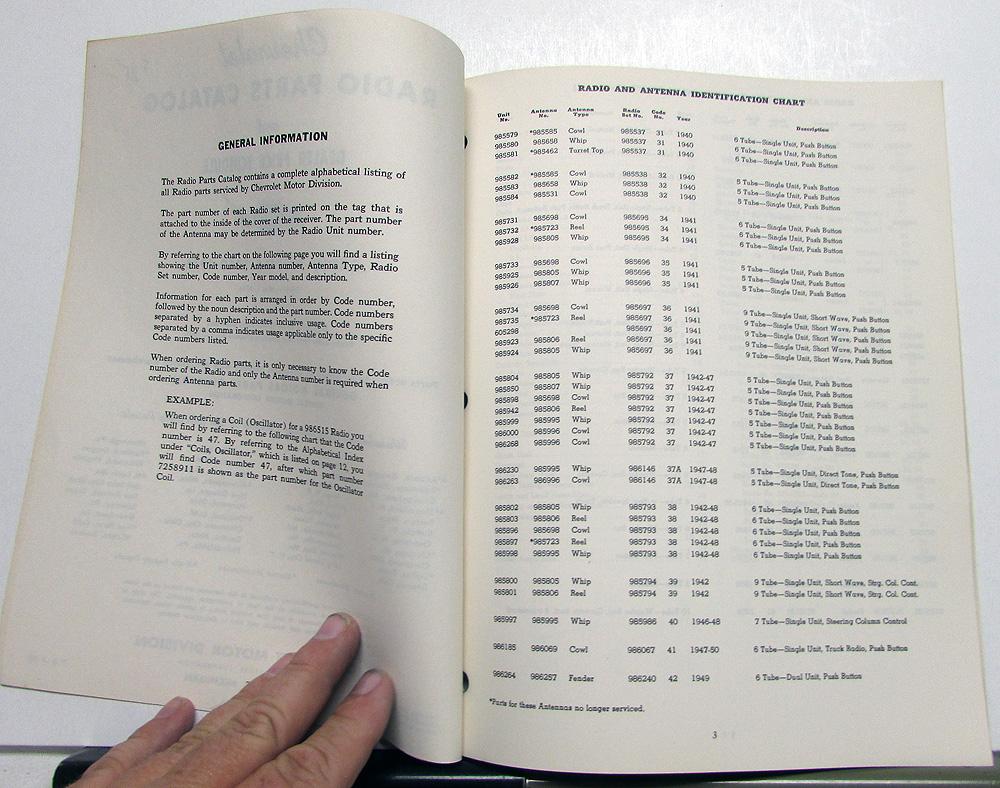 GENERAL INFORMATION
The Radio Parts Catalog contains a complete alphabetical listing of
all Radio parts serviced by Chevrolet Motor Division.
The part number of each Radio set is printed on the tag that is
attached to the inside of the cover of the receiver. The part number
of the Antenna may be determined by the Radio Unit number.
By referring to the chart on the following page you will find a listing
showing the Unit number, Antenna number, Antenna Type, Radio
Set number, Code number, Year model, and description.
Information for each part is arranged in order by Code number,
followed by the noun description and the part number. Code numbers
separated by a hyphen indicates inclusive usage. Code numbers
separated by a comma indicates usage applicable only to the specific
Code numbers listed.
When ordering Radio parts, it is only necessary to know the Code
number of the Radio and only the Antenna number is required when
ordering Antenna parts.
EXAMPLE:
When ordering a Coil (Oscillator) for a 986515 Radio you
will find by referring to the following chart that the Code
number is 47. By referring to the Alphabetical Index
under "Coils, Oscillator," which is listed on page 12, you
will find Code number 47, after which part number
7258911 is shown as the part number for the Oscillator
Coil.
RADIO AND ANTENNA IDENTIFICATION CHART
Unit No. Antenna No. Antenna Type Radio Set No. Code No. Year Description
985579 *985585 Cowl 985537 31 1940 6 Tube—Single Unit, Push Button
985580 985658 Whip 985537 31 1940 6 Tube—Single Unit, Push Button
985581 *985462 Turret Top 985537 31 1940 6 Tube—Single Unit, Push Button
985582 *985585 Cowl 985538 32 1940 5 Tube—Single Unit, Push Button
985583 985658 Whip 985538 32 1940 5 Tube—Single Unit, Push Button
985584 985531 Cowl 985538 32 1940 5 Tube—Single Unit, Push Button
985731 985698 Cowl 985695 34 1941 6 Tube—Single Unit, Push Button
985732 *985723 Reel 985695 34 1941 6 Tube—Single Unit, Push Button
985928 985805 Whip 985695 34 1941 6 Tube—Single Unit, Push Button
985733 985698 Cowl 985696 35 1941 5 Tube—Single Unit, Push Button
985925 985805 Whip 985696 35 1941 5 Tube—Single Unit, Push Button
985926 985807 Whip 985696 35 1941 5 Tube—Single Unit, Push Button
985734 985698 Cowl 985697 36 1941 9 Tube—Single Unit, Short Wave, Push Button
985735 *985723 Reel 985697 36 1941 9 Tube—Single Unit, Short Wave, Push Button
605298 985697 36 1941 9 Tube—Single Unit, Short Wave, Push Button
985923 985806 Reel 985697 36 1941 9 Tube—Single Unit, Short Wave, Push Button
985924 985805 Whip 985697 36 1941 9 Tube—Single Unit, Short Wave, Push Button
985804 985805 Whip 985792 37 1942-47 5 Tube—Single Unit, Push Button
985850 985807 Whip 985792 37 1942-47 5 Tube—Single Unit, Push Button
985898 985698 Cowl 985792 37 1942-47 5 Tube—Single Unit, Push Button
985942 985806 Reel 985792 37 1942-47 5 Tube—Single Unit, Push Button
985999 985995 Whip 985792 37 1942-47 5 Tube—Single Unit, Push Button
986000 985996 Cowl 985792 37 1942-47 5 Tube—Single Unit, Push Button
986268 985996 Cowl 985792 37 1942-47 5 Tube—Single Unit, Push Button
986230 985995 Whip 986146 37A 1947-48 5 Tube—Single Unit, Direct Tone, Push Button
986263 986996 Cowl 986146 37A 1947-48 5 Tube—Single Unit, Direct Tone, Push Button
985802 985805 Whip 985793 38 1942-48 6 Tube—Single Unit, Push Button
985803 985806 Reel 985793 38 1942-48 6 Tube—Single Unit, Push Button
985896 985698 Cowl 985793 38 1942-48 6 Tube—Single Unit, Push Button
985897 *985723 Reel 985793 38 1942-48 6 Tube—Single Unit, Push Button
985998 985995 Whip 985793 38 1942-48 6 Tube—Single Unit, Push Button
985800 985805 Whip 985794 39 1942 9 Tube—Single Unit, Short Wave, Strg. Col. Cont.
985801 985806 Reel 985794 39 1942 9 Tube—Single Unit, Short Wave, Strg. Col. Cont.
985997 985995 Whip 985986 40 1946-48 7 Tube—Single Unit, Steering Column Control
986185 986069 Cowl 986067 41 1947-50 6 Tube—Single Unit, Truck Radio, Push Button
986264 986257 Fender 986240 42 1949 6 Tube—Dual Unit, Push Button
*Parts for these Antennas no longer serviced.
3